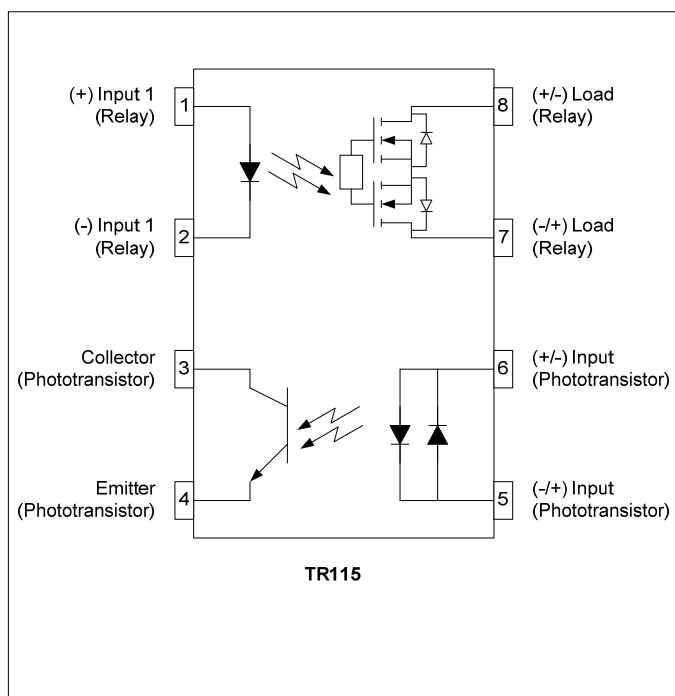 (+) Input 1
(Relay)
1
8
(+/-) Load
(Relay)
(-) Input 1
(Relay)
2
7
(-/+) Load
(Relay)
Collector
(Phototransistor)
3
6
(+/-) Input
(Phototransistor)
Emitter
(Phototransistor)
4
5
(-/+) Input
(Phototransistor)
TR115